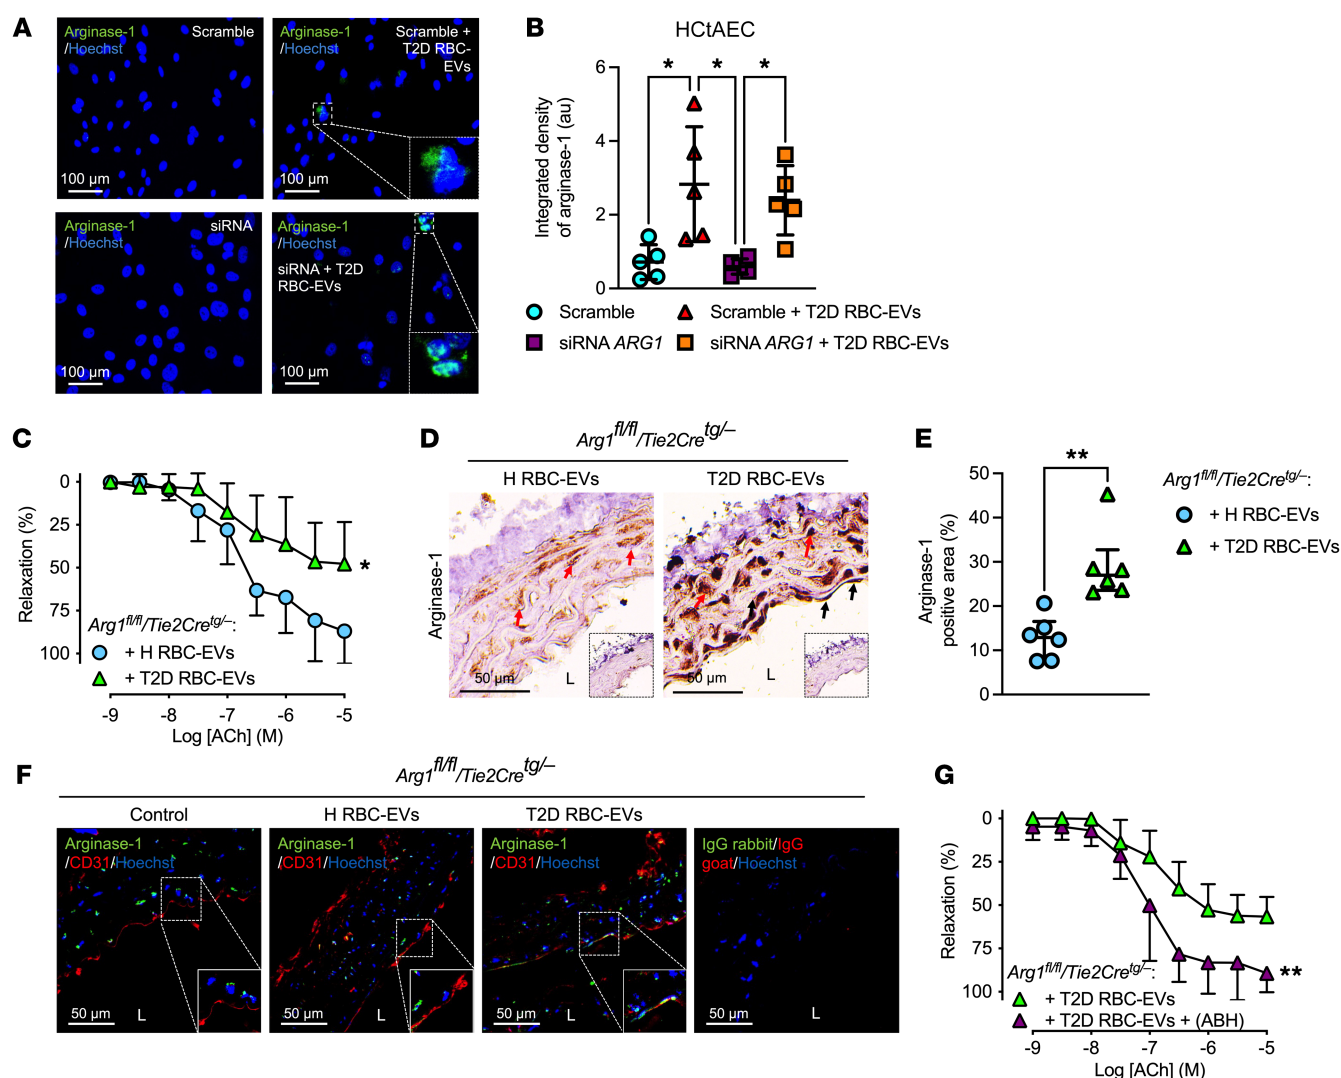 A
Arginase-1
/Hoechst
Scramble
100 µm
Arginase-1
/Hoechst
Scramble +
T2D RBC-
EVs
100 µm
Arginase-1
/Hoechst
siRNA
100 µm
Arginase-1
/Hoechst
siRNA + T2D
RBC-EVs
100 µm
B
HCtAEC
Integrated density
of arginase-1 (au)
6
4
2
0
* * *
Scramble
Scramble + T2D RBC-EVs
siRNA ARG1
siRNA ARG1 + T2D RBC-EVs
C
Relaxation (%)
0
25
50
75
100
*
Arg1fl/fl/Tie2Cretg/–:
+ H RBC-EVs
+ T2D RBC-EVs
-9 -8 -7 -6 -5
Log [ACh] (M)
D
Arg1fl/fl/Tie2Cretg/–
H RBC-EVs
T2D RBC-EVs
Arginase-1
50 µm
L
50 µm
L
E
Arginase-1
positive area (%)
50
40
30
20
10
0
**
Arg1fl/fl/Tie2Cretg/–:
+ H RBC-EVs
+ T2D RBC-EVs
F
Arg1fl/fl/Tie2Cretg/–
Control
H RBC-EVs
T2D RBC-EVs
Arginase-1
/CD31/Hoechst
50 µm
L
Arginase-1
/CD31/Hoechst
50 µm
L
Arginase-1
/CD31/Hoechst
50 µm
L
IgG rabbit/IgG
goat/Hoechst
50 µm
L
G
Relaxation (%)
0
25
50
75
100
**
Arg1fl/fl/Tie2Cretg/–:
+ T2D RBC-EVs
+ T2D RBC-EVs + (ABH)
-9 -8 -7 -6 -5
Log [ACh] (M)